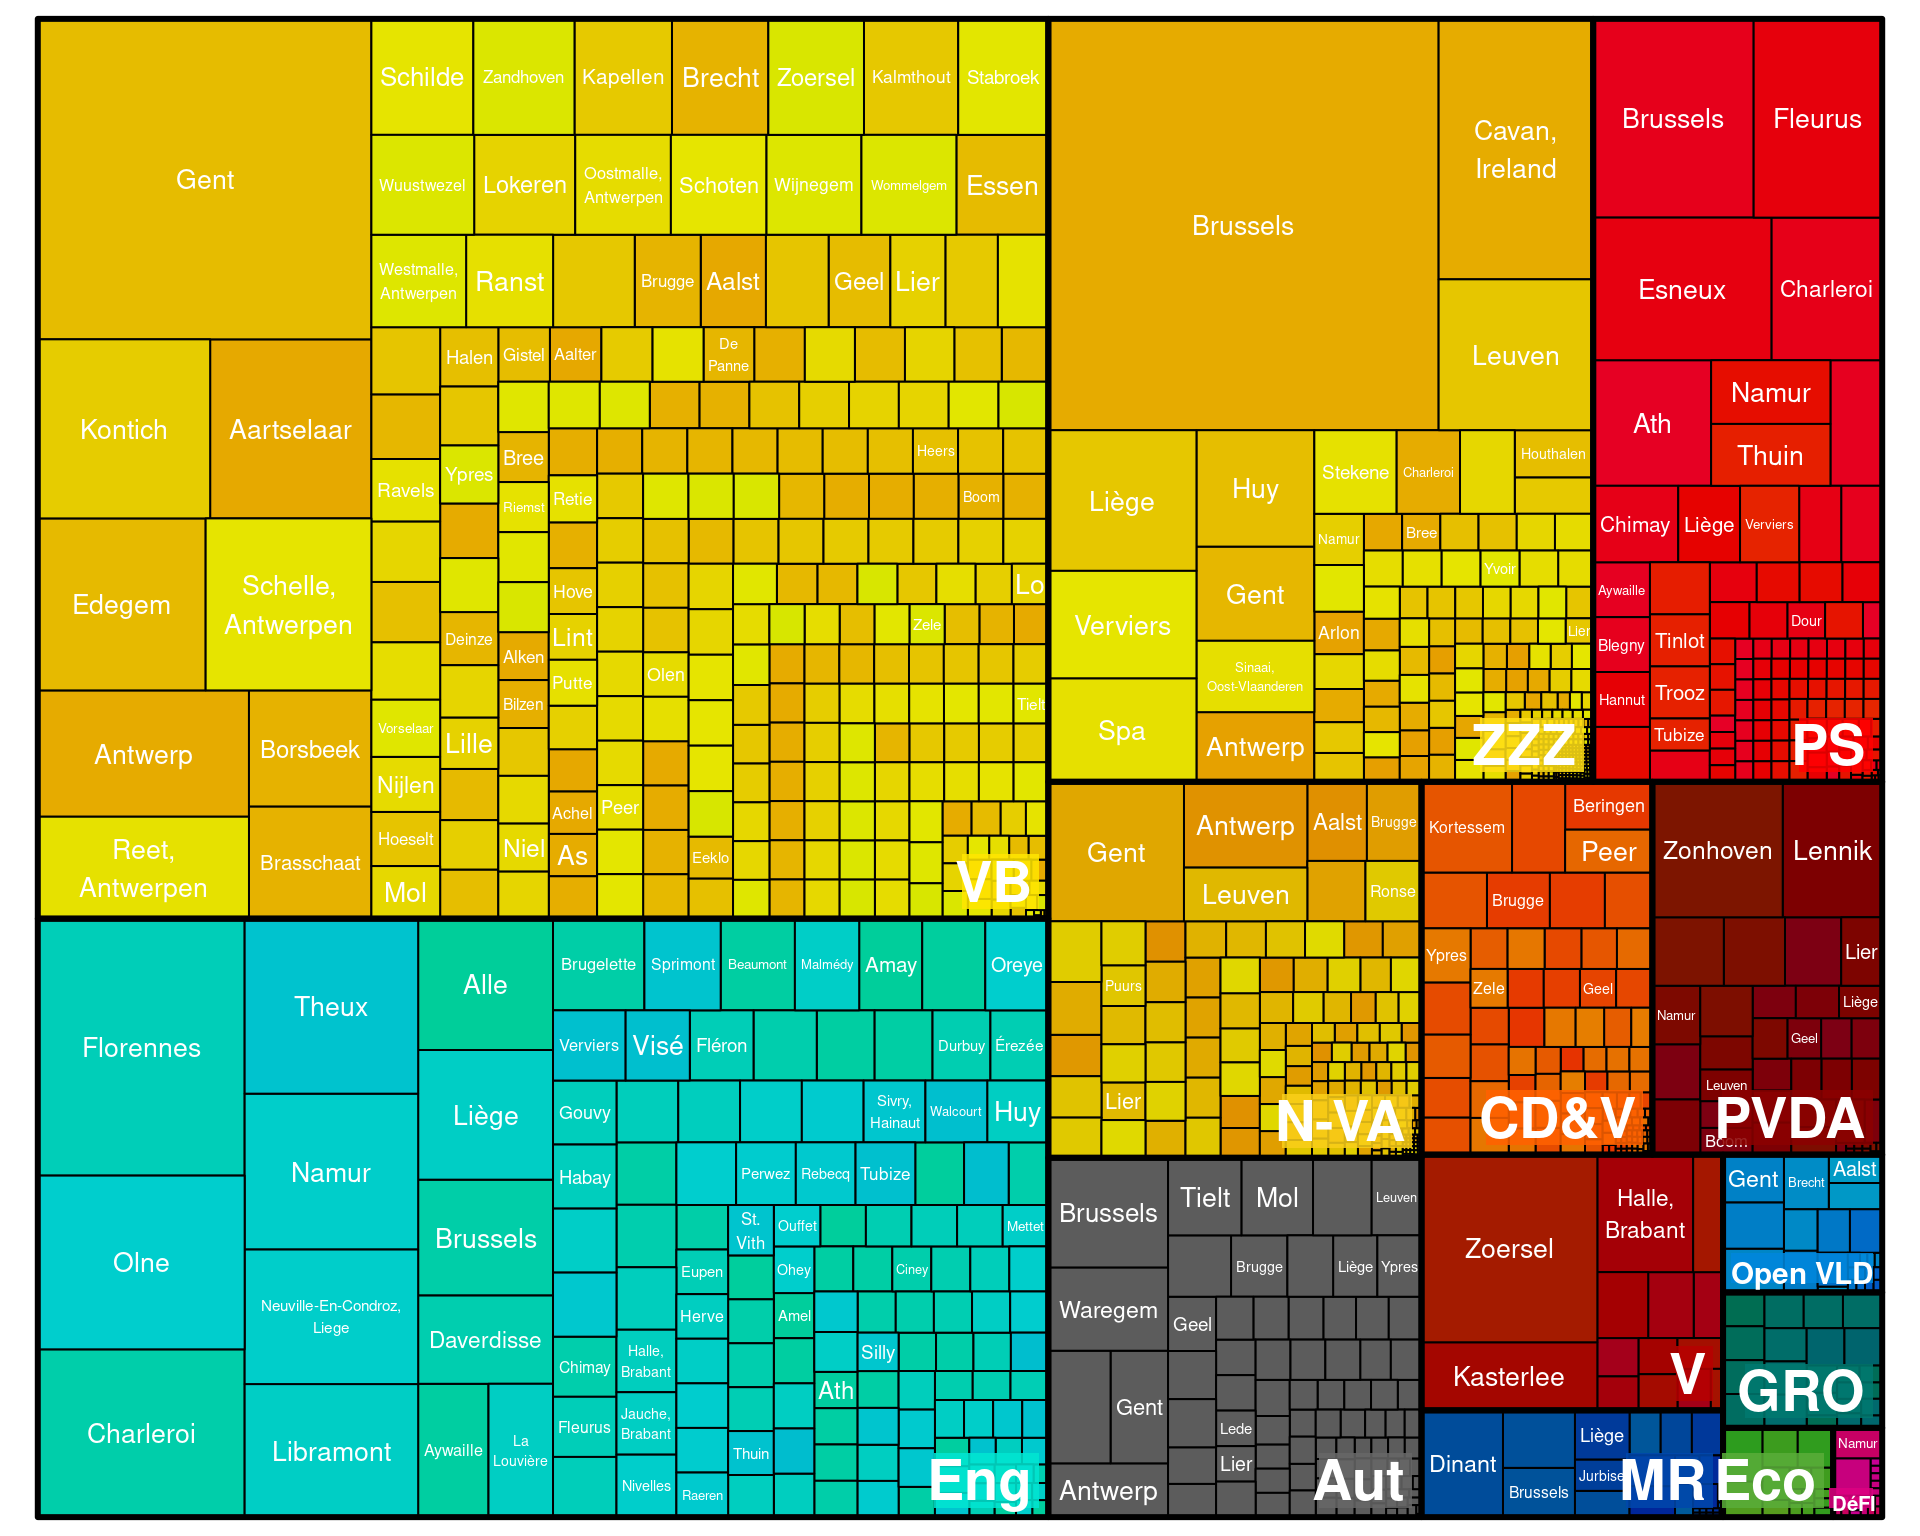 Gent
Schilde
Zandhoven
Kapellen
Brecht
Zoersel
Kalmthout
Stabroek
Wuustwezel
Lokeren
Oostmalle,
Antwerpen
Schoten
Wijnegem
Wommelgem
Essen
Westmalle,
Antwerpen
Ranst
Brugge
Aalst
Geel
Lier
Kontich
Aartselaar
Halen
Gistel
Aalter
De
Panne
Ravels
Ypres
Bree
Riemst
Retie
Heers
Boom
Edegem
Schelle,
Antwerpen
Hove
Lo
Deinze
Alken
Lint
Zele
Putte
Olen
Bilzen
Tielt
Antwerp
Borsbeek
Vorselaar
Lille
Nijlen
Achel
Peer
Reet,
Antwerpen
Brasschaat
Hoeselt
Mol
Niel
As
Eeklo
VB
Brussels
Cavan,
Ireland
Leuven
Liège
Huy
Stekene
Charleroi
Houthalen
Namur
Bree
Yvoir
Gent
Verviers
Arlon
Lier
Sinaai,
Oost-Vlaanderen
Spa
Antwerp
ZZZ
Brussels
Fleurus
Esneux
Charleroi
Ath
Namur
Thuin
Chimay
Liège
Verviers
Aywaille
Blegny
Tinlot
Dour
Hannut
Trooz
Tubize
PS
Florennes
Theux
Alle
Brugelette
Sprimont
Beaumont
Malmédy
Amay
Oreye
Verviers
Visé
Fléron
Durbuy
Érezée
Liège
Gouvy
Sivry,
Hainaut
Walcourt
Huy
Namur
Habay
Perwez
Rebecq
Tubize
Olne
Brussels
St.
Vith
Ouffet
Mettet
Eupen
Ohey
Ciney
Neuville-En-Condroz,
Liege
Daverdisse
Herve
Amel
Chimay
Halle,
Brabant
Silly
Ath
Charleroi
Libramont
Aywaille
La
Louvière
Fleurus
Jauche,
Brabant
Thuin
Nivelles
Raeren
Eng
Gent
Antwerp
Aalst
Brugge
Leuven
Ronse
Puurs
Lier
N-VA
Kortessem
Beringen
Peer
Brugge
Ypres
Zele
Geel
CD&V
Zonhoven
Lennik
Lier
Namur
Liège
Geel
Leuven
Boom
PVDA
Brussels
Tielt
Mol
Leuven
Brugge
Liège
Ypres
Waregem
Geel
Gent
Lede
Lier
Antwerp
Aut
Zoersel
Halle,
Brabant
Kasterlee
V
Gent
Brecht
Aalst
Open VLD
GRO
Dinant
Liège
Jurbise
Brussels
MR
Eco
Namur
DéFI